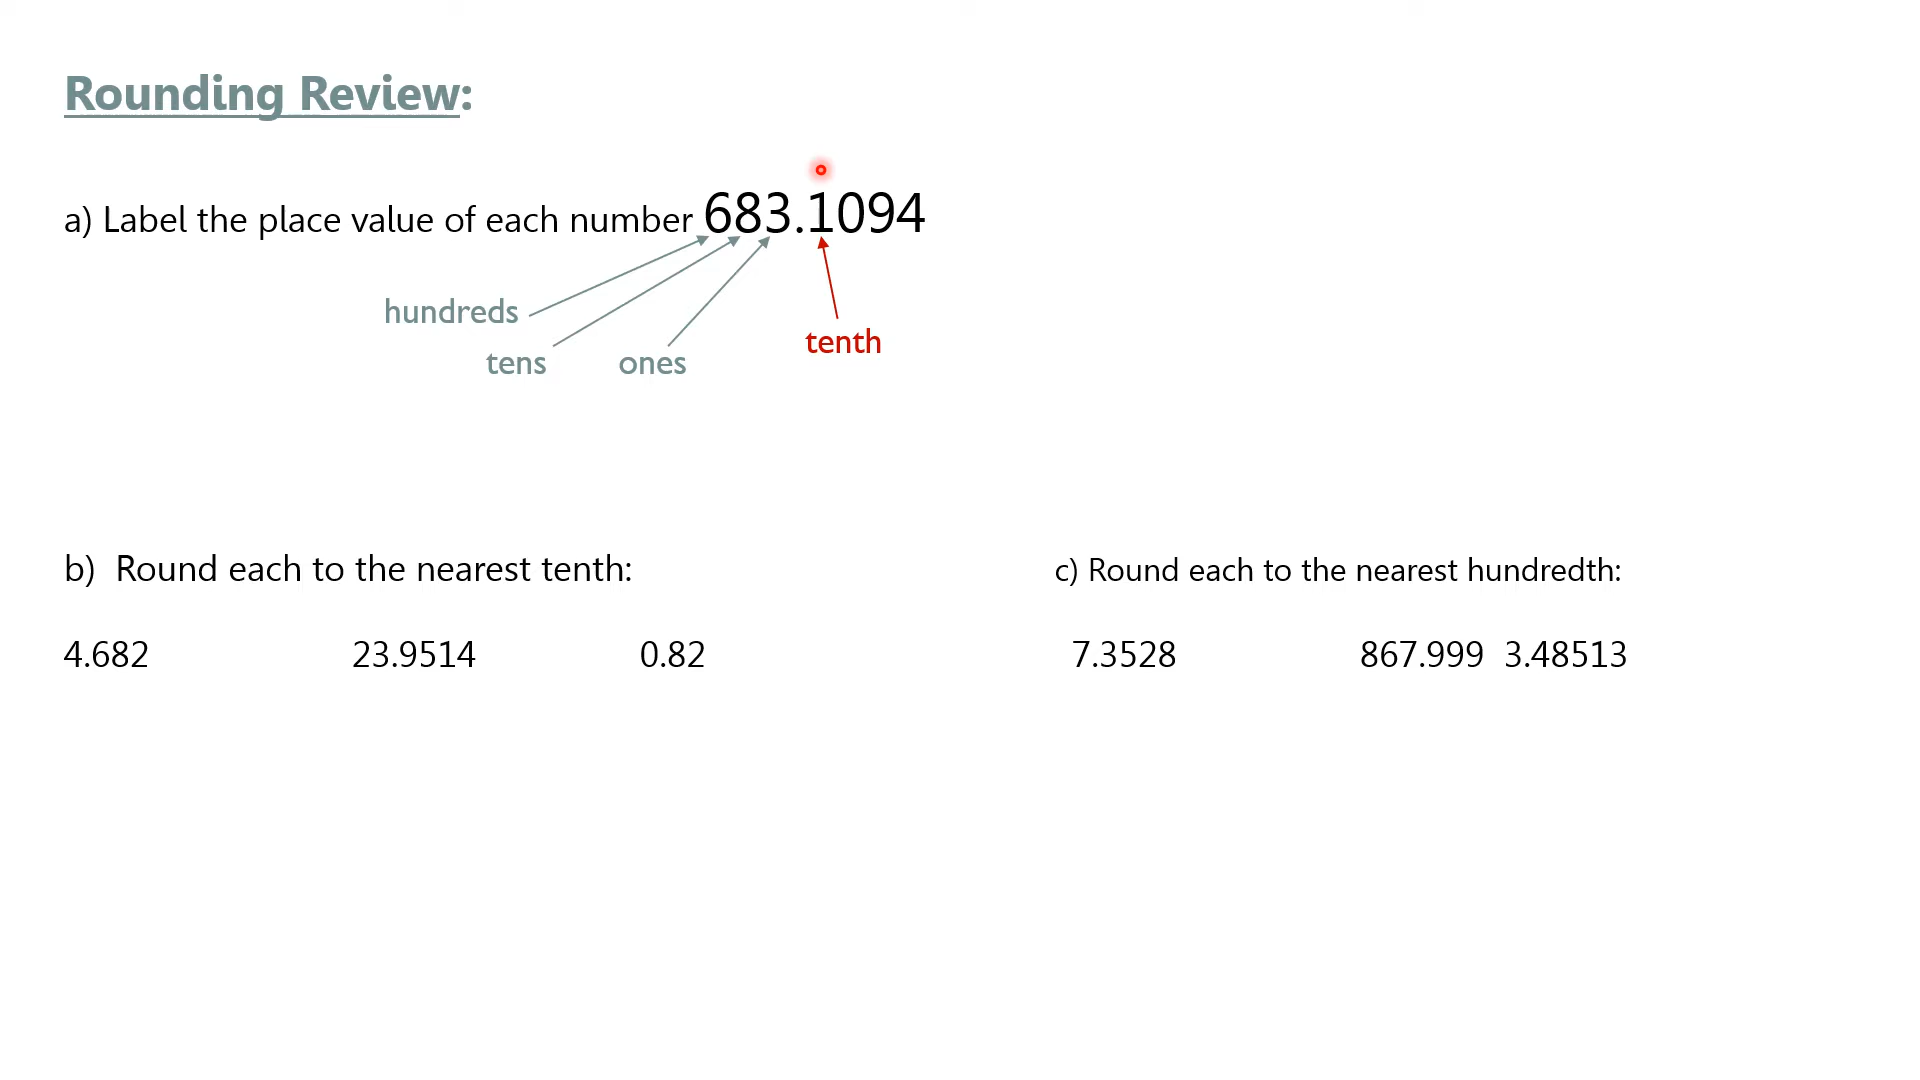 Rounding Review:
a) Label the place value of each number 683.1094
hundreds
tenth
tens ones
b) Round each to the nearest tenth:
c) Round each to the nearest hundredth:
4.682 23.9514 0.82
7.3528 867.999 3.48513